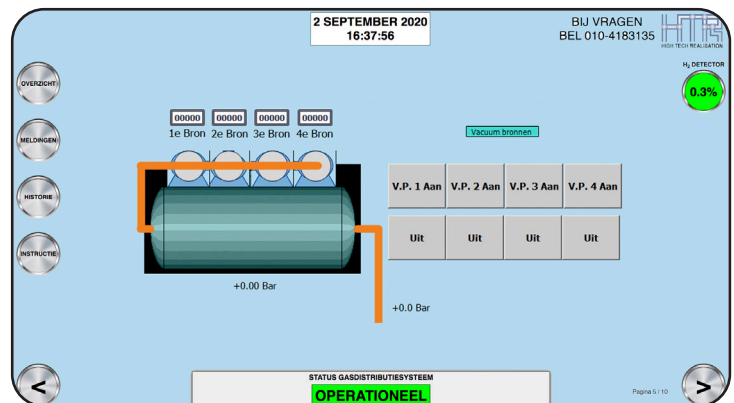 2 SEPTEMBER 2020
16:37:56
BIJ VRAGEN
BEL 010-4183135
HIGH TECH REALISATION
H₂ DETECTOR
0.3%
OVERZICHT
MELDINGEN
HISTORIE
INSTRUCTIE
00000 00000 00000 00000
1e Bron 2e Bron 3e Bron 4e Bron
Vacuum bronnen
V.P. 1 Aan V.P. 2 Aan V.P. 3 Aan V.P. 4 Aan
Uit Uit Uit Uit
+0.00 Bar
+0.0 Bar
STATUS GASDISTRIBUTIESYSTEEM
OPERATIONEEL
Pagina 5 / 10
<
>